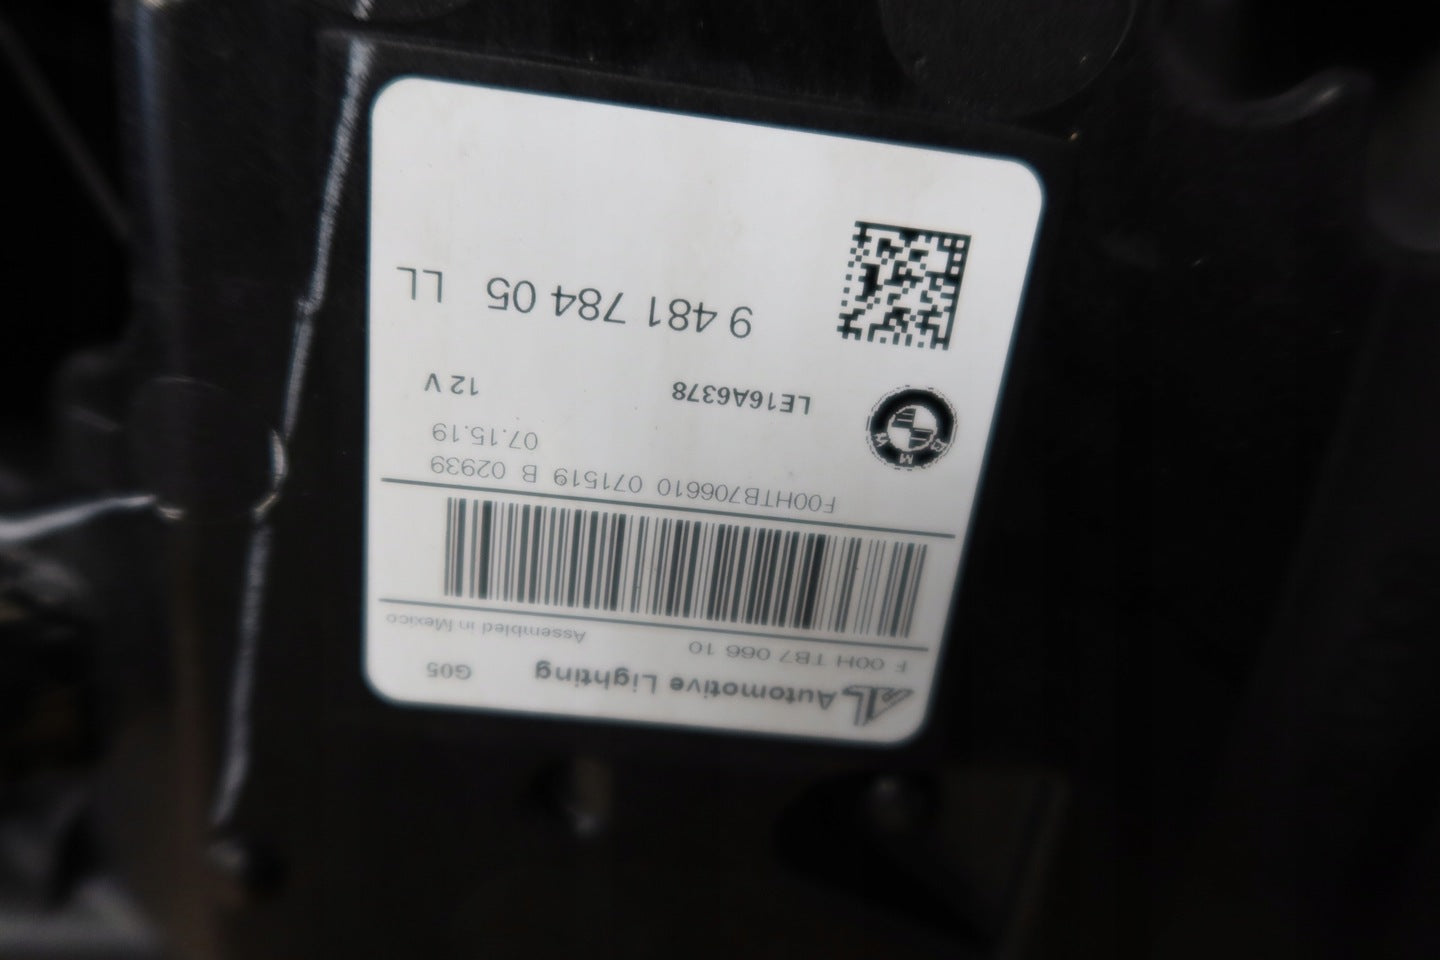 Automotive Lighting G05
F 00H TB7 066 10
Assembled in Mexico
F00HTB706610 071519 B 02939
07.15.19
LE16A6378 12 V
BMW
9 481 784 05 LL